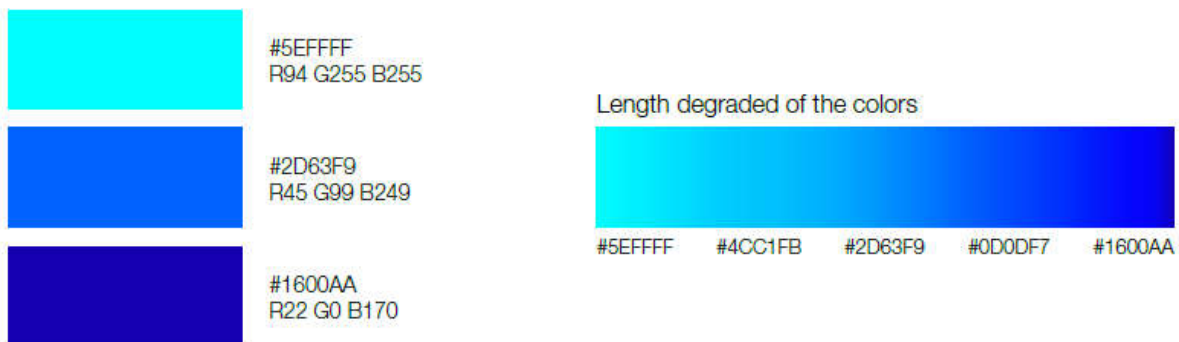 #5EFFFF
R94 G255 B255
#2D63F9
R45 G99 B249
#1600AA
R22 G0 B170
Length degraded of the colors
#5EFFFF #4CC1FB #2D63F9 #0D0DF7 #1600AA